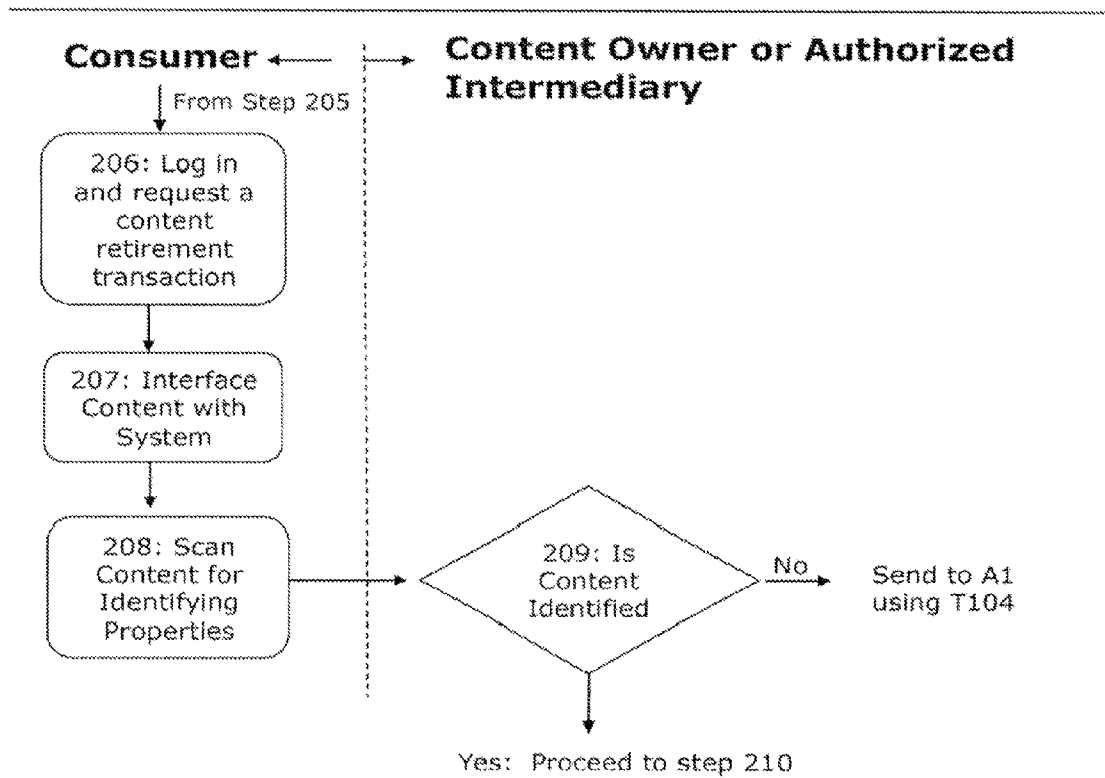 Consumer
Content Owner or Authorized
Intermediary
From Step 205
206: Log in
and request a
content
retirement
transaction
207: Interface
Content with
System
208: Scan
Content for
Identifying
Properties
209: Is
Content
Identified
No
Send to A1
using T104
Yes: Proceed to step 210